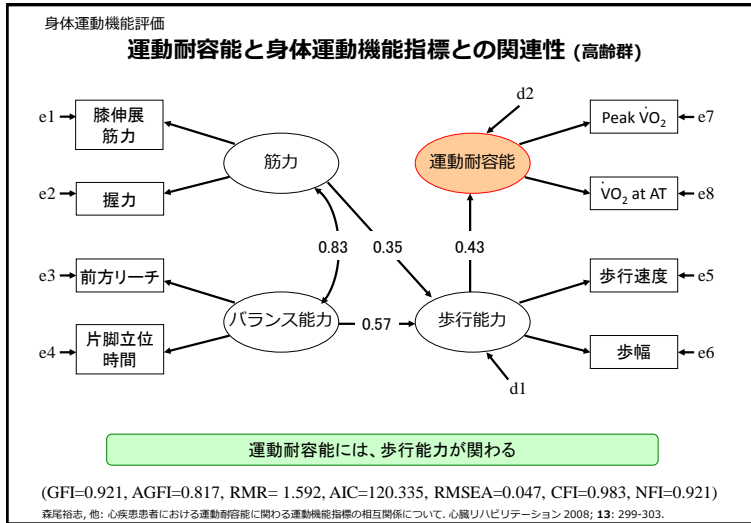 身体運動機能評価
運動耐容能と身体運動機能指標との関連性 (高齢群)
e1
膝伸展
筋力
e2
握力
筋力
d2
運動耐容能
Peak V̇O₂
e7
V̇O₂ at AT
e8
0.83
0.35
0.43
e3
前方リーチ
e4
片脚立位
時間
バランス能力
0.57
歩行能力
歩行速度
e5
歩幅
e6
d1
運動耐容能には、歩行能力が関わる
(GFI=0.921, AGFI=0.817, RMR= 1.592, AIC=120.335, RMSEA=0.047, CFI=0.983, NFI=0.921)
森尾裕志, 他: 心疾患患者における運動耐容能に関わる運動機能指標の相互関係について. 心臓リハビリテーション 2008; 13: 299-303.